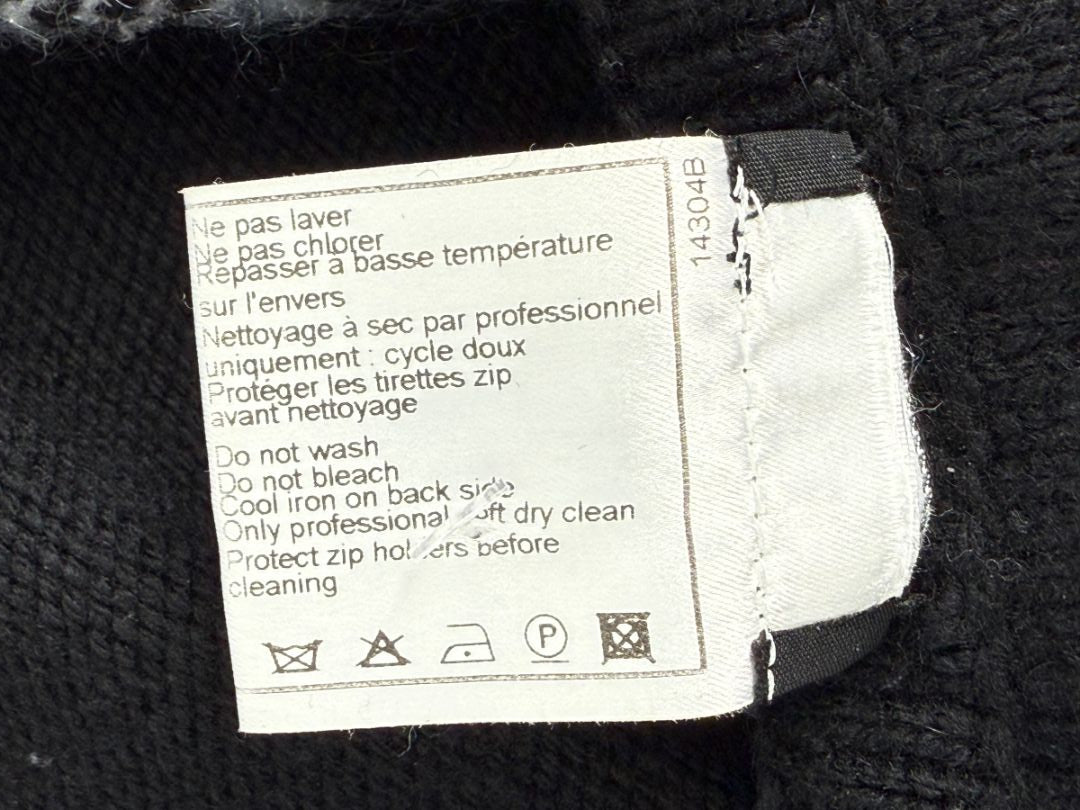 Ne pas laver
Ne pas chlorer
Repasser à basse température
sur l'envers
Nettoyage à sec par professionnel
uniquement : cycle doux
Protéger les tirettes zip
avant nettoyage
Do not wash
Do not bleach
Cool iron on back side
Only professional soft dry clean
Protect zip holders before
cleaning
P
14304B